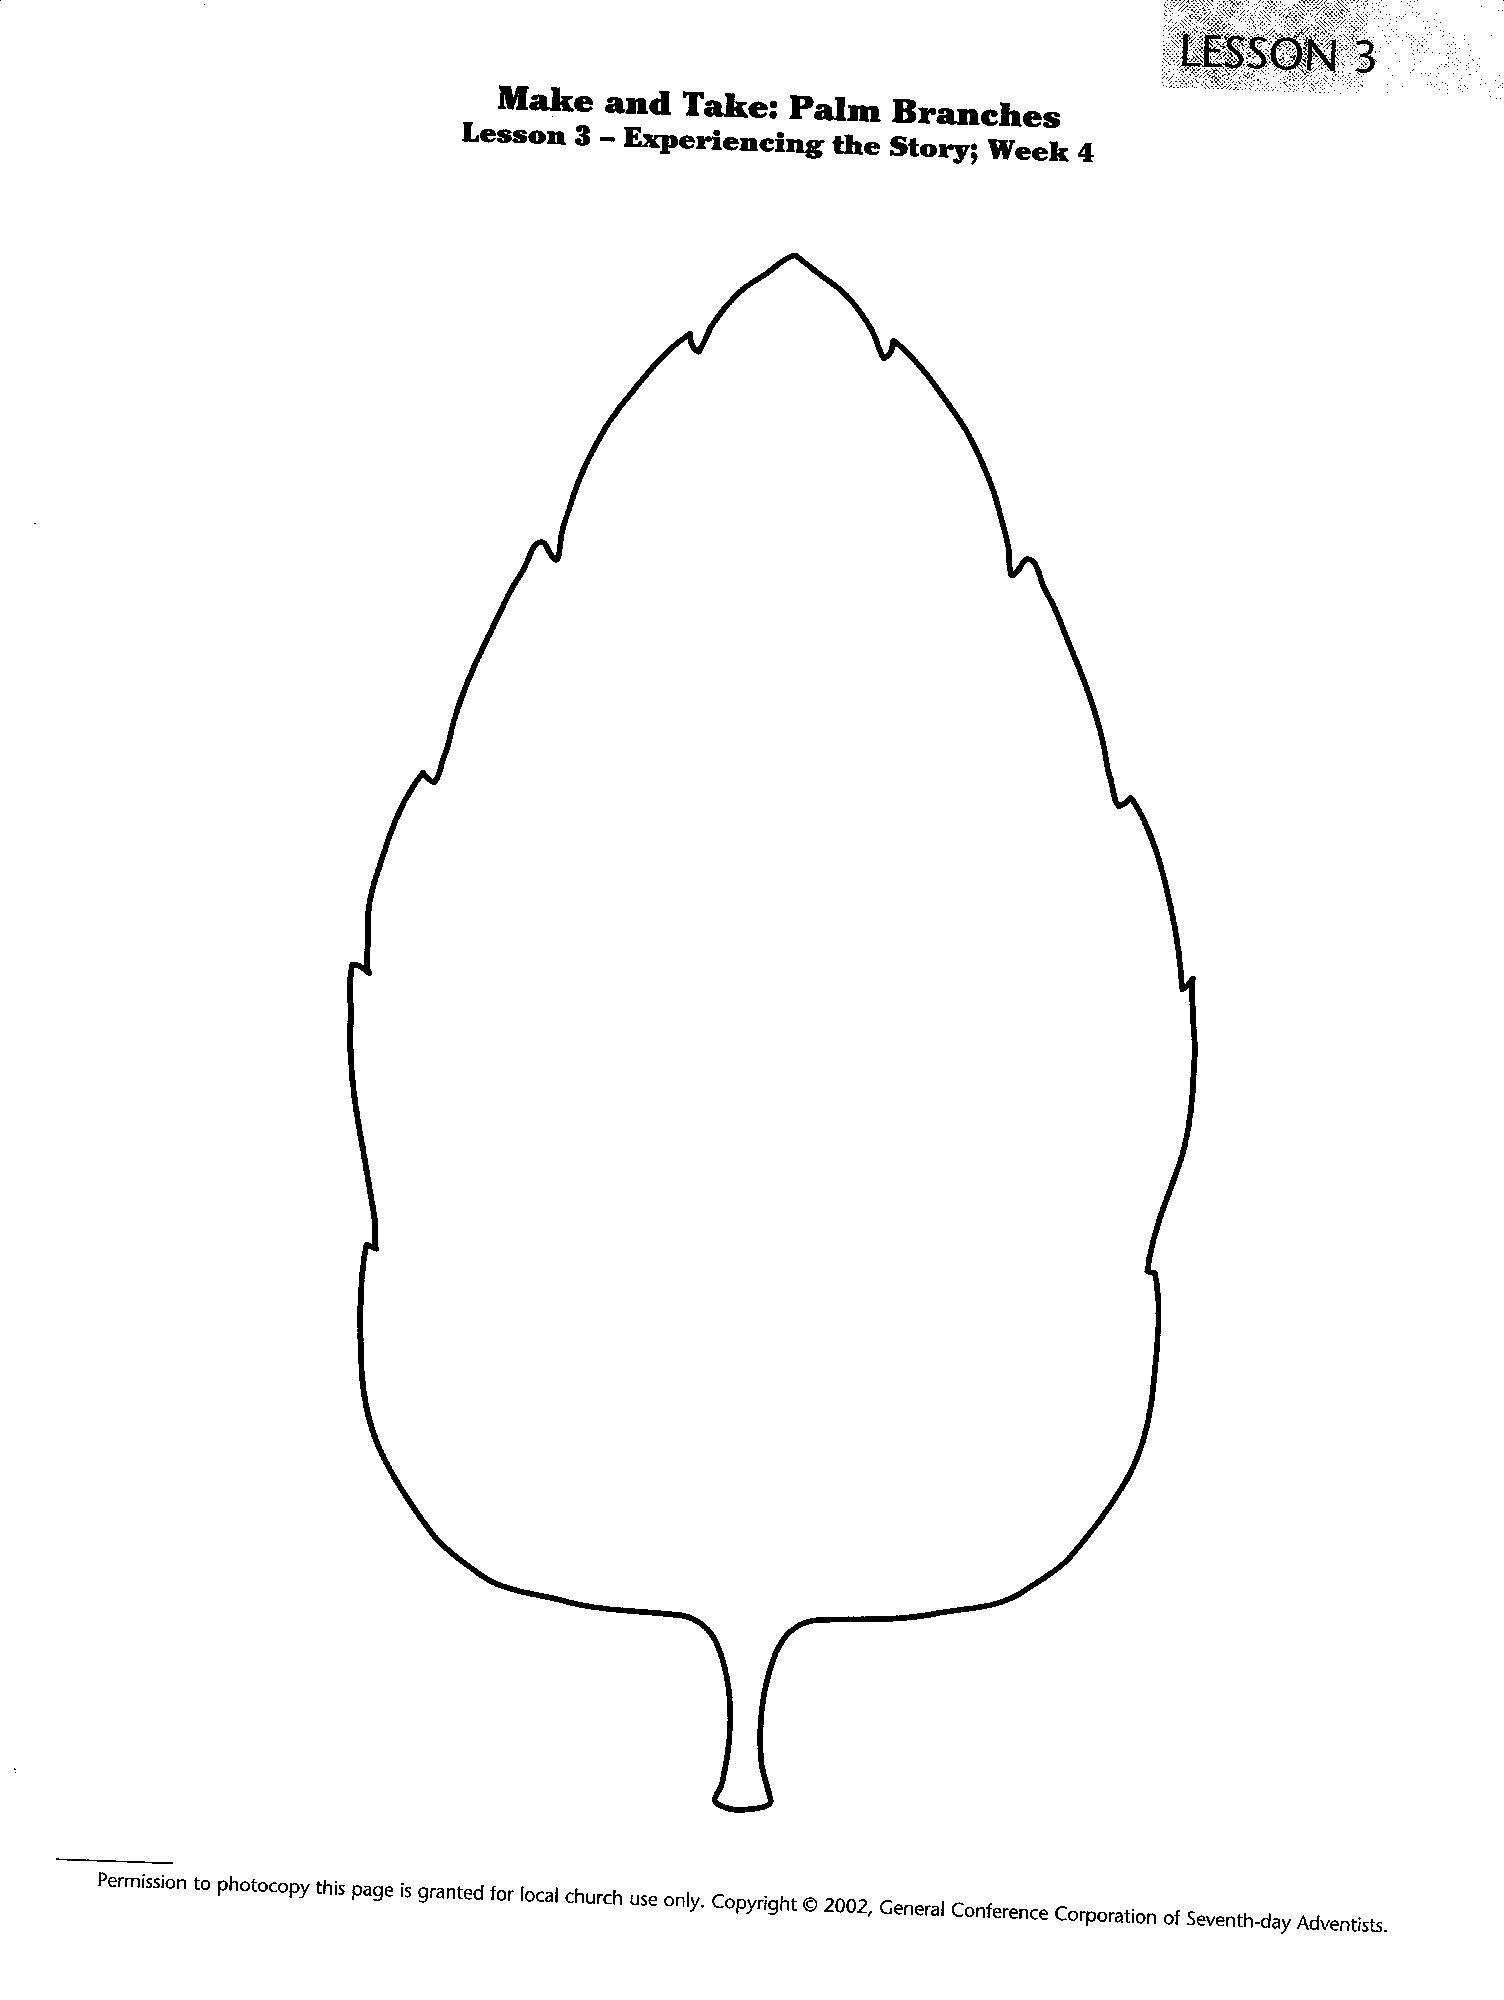 LESSON 3
Make and Take: Palm Branches
Lesson 3 – Experiencing the Story; Week 4
Permission to photocopy this page is granted for local church use only. Copyright © 2002, General Conference Corporation of Seventh-day Adventists.